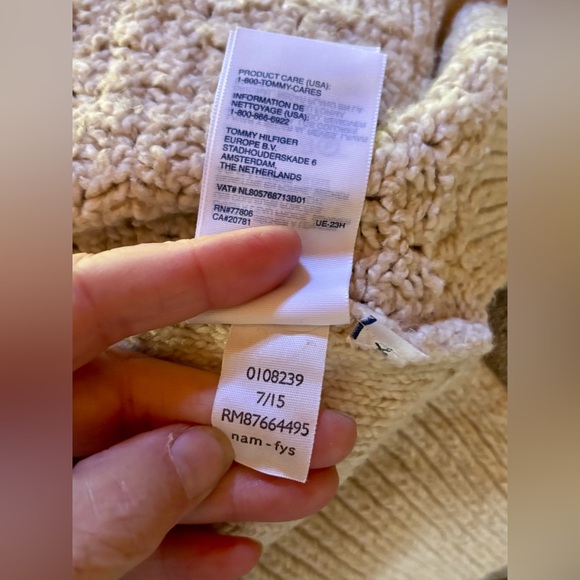 PRODUCT CARE (USA):
1-800-TOMMY-CARES
INFORMATION DE
NETTOYAGE (USA):
1-800-866-6922
TOMMY HILFIGER
EUROPE B.V.
STADHOUDERSKADE 6
AMSTERDAM,
THE NETHERLANDS
VAT# NL805768713B01
RN#77806
CA#20781
UE-23H
0108239
7/15
RM87664495
nam-fys